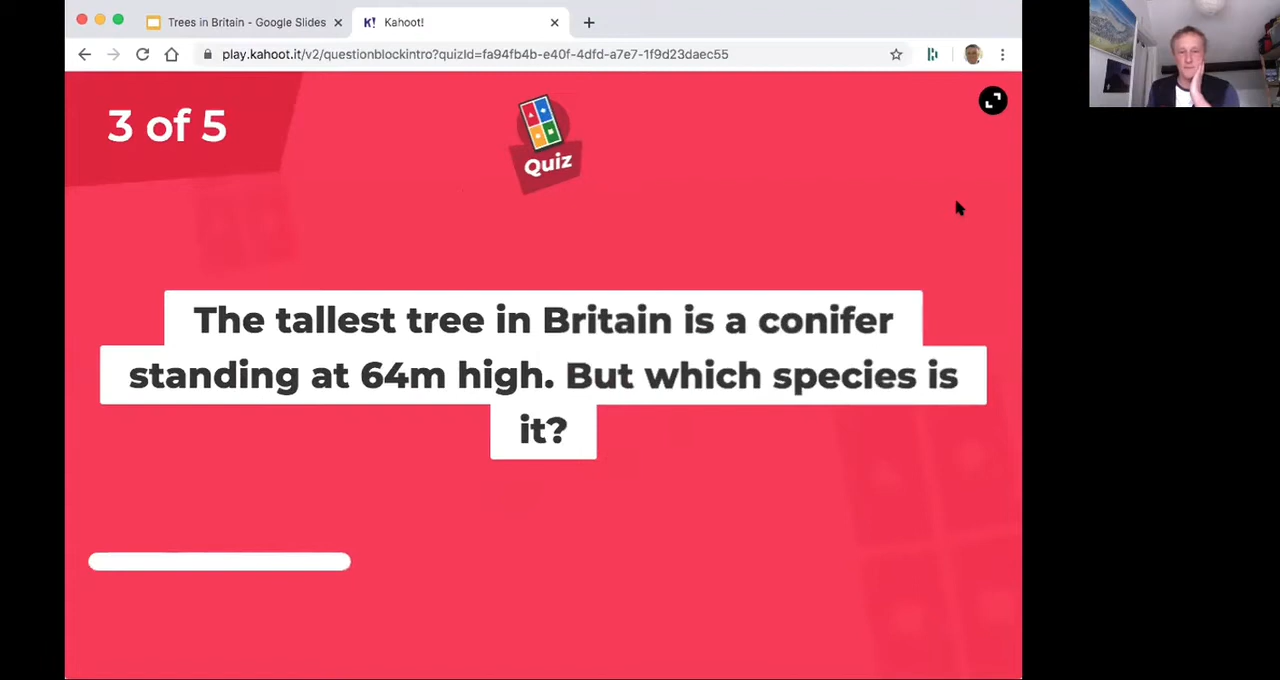 Trees in Britain - Google Slides
K! Kahoot!
play.kahoot.it/v2/questionblockintro?quizId=fa94fb4b-e40f-4dfd-a7e7-1f9d23daec55
3 of 5
Quiz
The tallest tree in Britain is a conifer
standing at 64m high. But which species is
it?